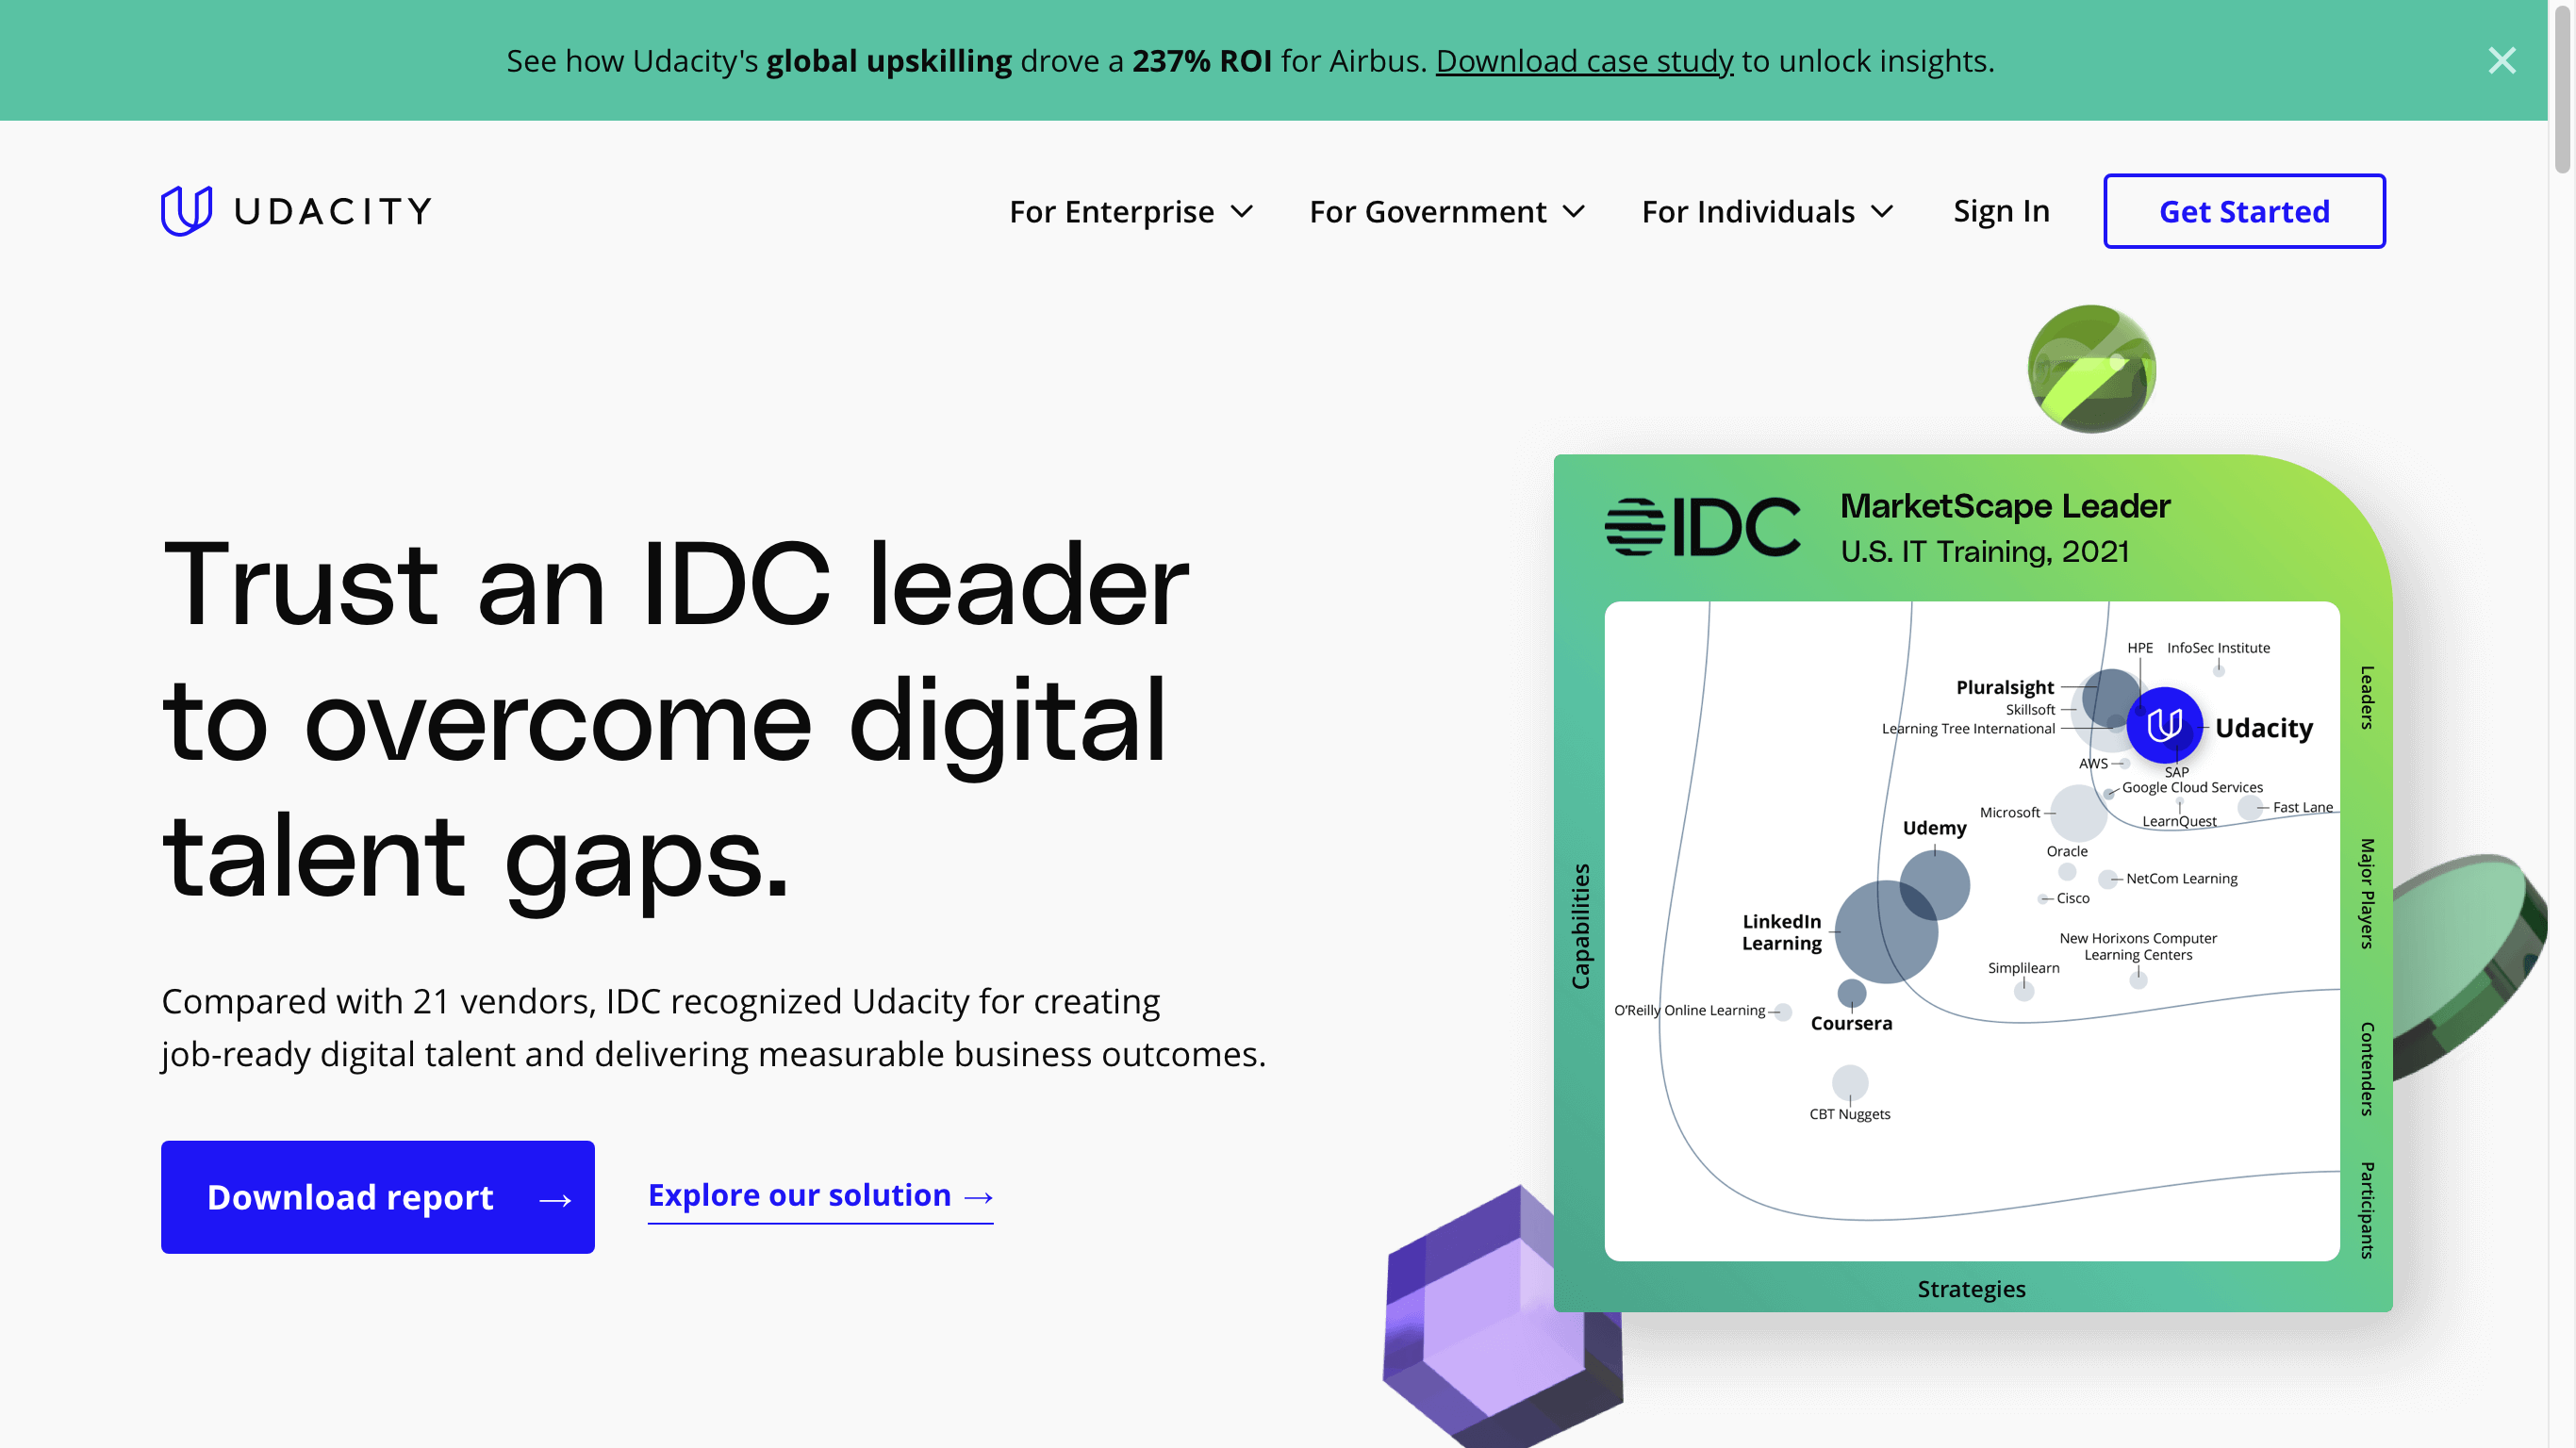 See how Udacity's global upskilling drove a 237% ROI for Airbus. Download case study to unlock insights.
UDACITY
For Enterprise
For Government
For Individuals
Sign In
Get Started
Trust an IDC leader
to overcome digital
talent gaps.
Compared with 21 vendors, IDC recognized Udacity for creating
job-ready digital talent and delivering measurable business outcomes.
Download report →
Explore our solution →
IDC
MarketScape Leader
U.S. IT Training, 2021
HPE
InfoSec Institute
Pluralsight
Skillsoft
Learning Tree International
Udacity
AWS
SAP
Google Cloud Services
Fast Lane
Microsoft
LearnQuest
Udemy
Oracle
NetCom Learning
Cisco
LinkedIn
Learning
New Horixons Computer
Learning Centers
Simplilearn
O'Reilly Online Learning
Coursera
CBT Nuggets
Capabilities
Leaders
Major Players
Contenders
Participants
Strategies